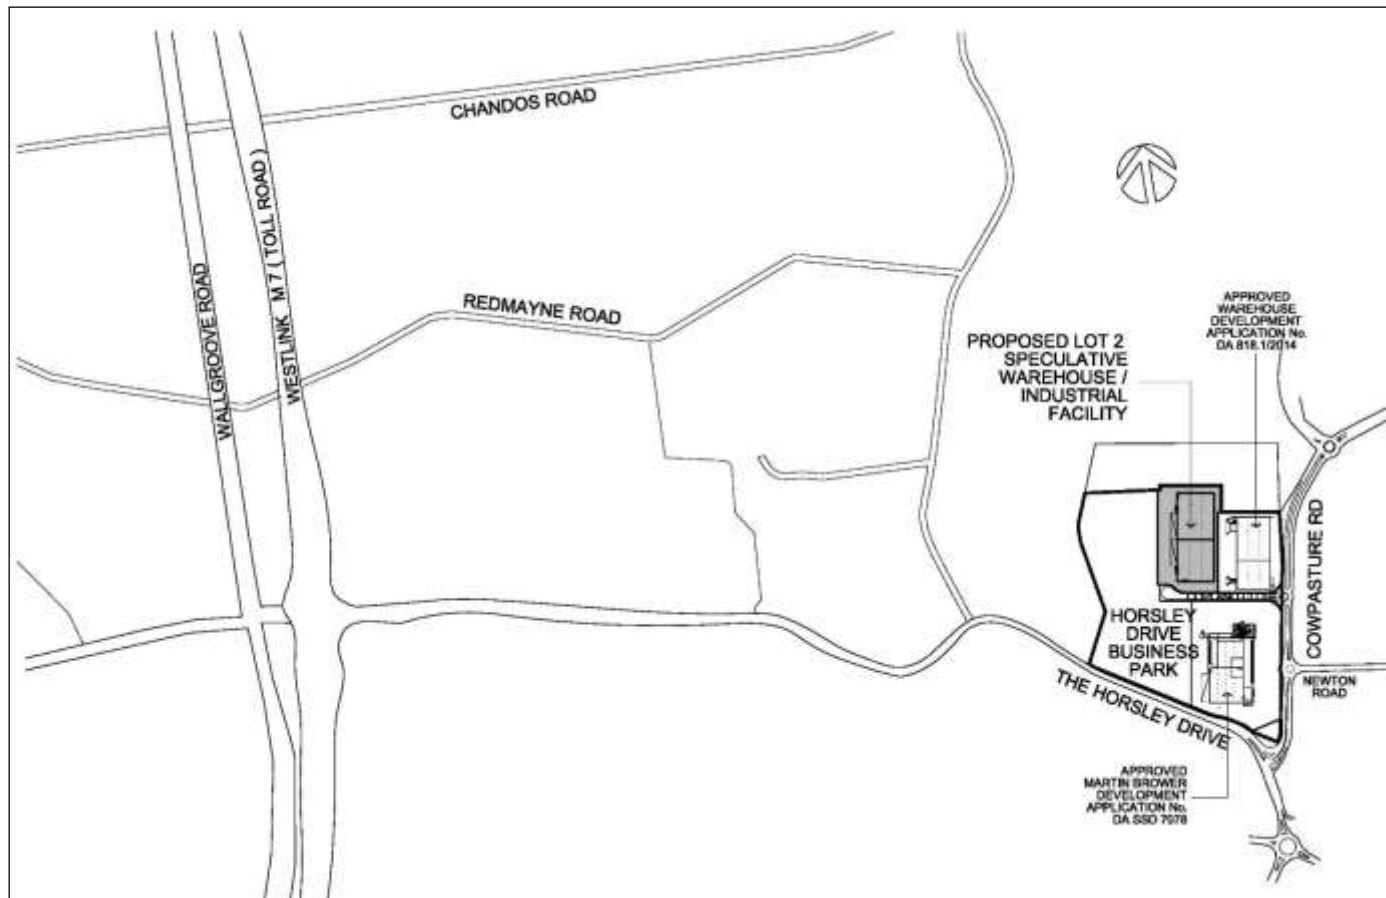 CHANDOS ROAD
WALLGROOVE ROAD
WESTLINK M 7 ( TOLL ROAD )
REDMAYNE ROAD
APPROVED
WAREHOUSE
DEVELOPMENT
APPLICATION No.
DA 818.1/2014
PROPOSED LOT 2
SPECULATIVE
WAREHOUSE /
INDUSTRIAL
FACILITY
COWPASTURE RD
HORSLEY
DRIVE
BUSINESS
PARK
NEWTON
ROAD
THE HORSLEY DRIVE
APPROVED
MARTIN BROWER
DEVELOPMENT
APPLICATION No.
DA SSD 7078